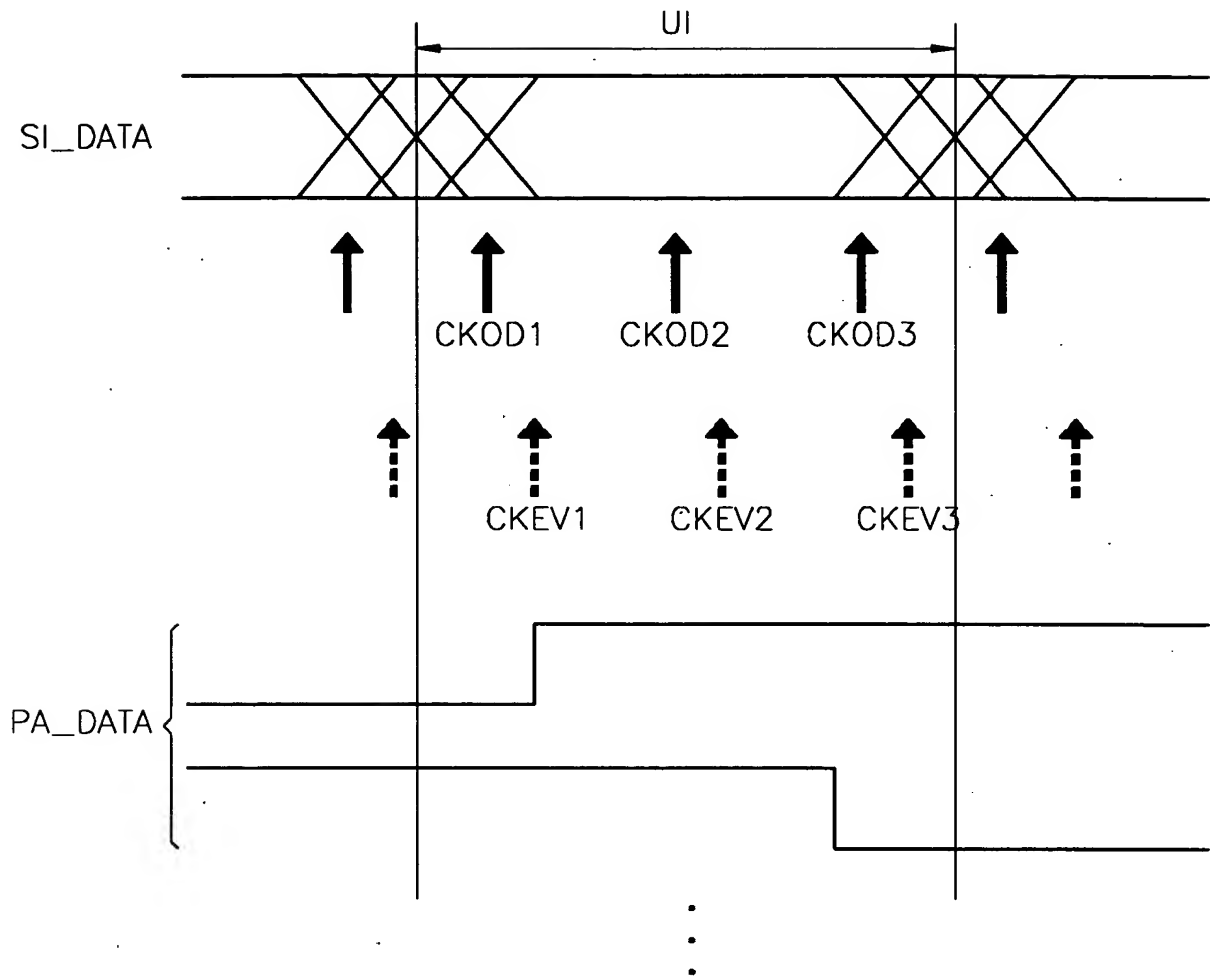 UI
SI_DATA
CKOD1 CKOD2 CKOD3
CKEV1 CKEV2 CKEV3
PA_DATA